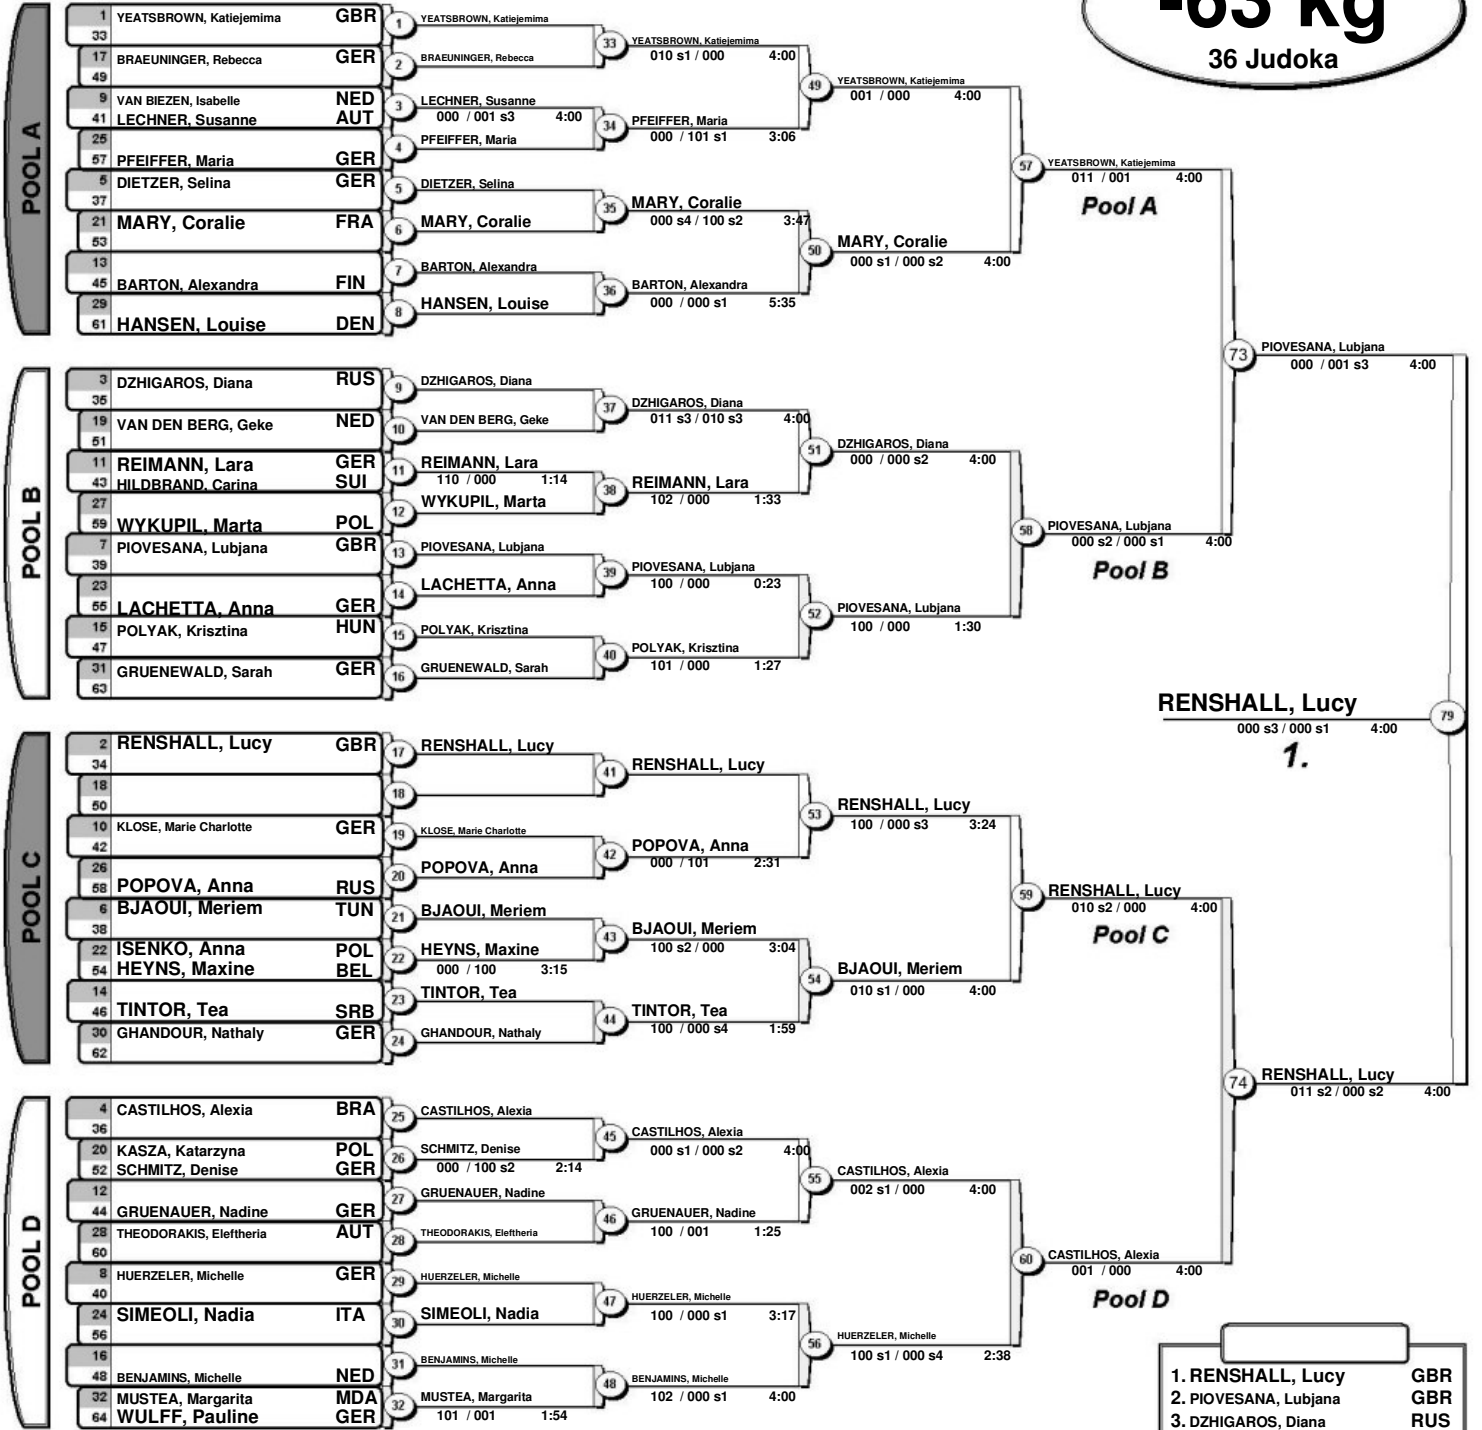 -63 kg
36 Judoka
POOL A
1 YEATSBROWN, Katiejemima GBR
33
17 BRAEUNINGER, Rebecca GER
49
9 VAN BIEZEN, Isabelle NED
41 LECHNER, Susanne AUT
25
57 PFEIFFER, Maria GER
5 DIETZER, Selina GER
37
21 MARY, Coralie FRA
53
13
45 BARTON, Alexandra FIN
29
61 HANSEN, Louise DEN
1 YEATSBROWN, Katiejemima
2 BRAEUNINGER, Rebecca
3 LECHNER, Susanne
000 / 001 s3 4:00
4 PFEIFFER, Maria
5 DIETZER, Selina
6 MARY, Coralie
7 BARTON, Alexandra
8 HANSEN, Louise
33 YEATSBROWN, Katiejemima
010 s1 / 000 4:00
34 PFEIFFER, Maria
000 / 101 s1 3:06
35 MARY, Coralie
000 s4 / 100 s2 3:47
36 BARTON, Alexandra
000 / 000 s1 5:35
49 YEATSBROWN, Katiejemima
001 / 000 4:00
50 MARY, Coralie
000 s1 / 000 s2 4:00
57 YEATSBROWN, Katiejemima
011 / 001 4:00
Pool A
POOL B
3 DZHIGAROS, Diana RUS
35
19 VAN DEN BERG, Geke NED
51
11 REIMANN, Lara GER
43 HILDBRAND, Carina SUI
27
59 WYKUPIL, Marta POL
7 PIOVESANA, Lubjana GBR
39
23
55 LACHETTA, Anna GER
15 POLYAK, Krisztina HUN
47
31 GRUENEWALD, Sarah GER
63
9 DZHIGAROS, Diana
10 VAN DEN BERG, Geke
11 REIMANN, Lara
110 / 000 1:14
12 WYKUPIL, Marta
13 PIOVESANA, Lubjana
14 LACHETTA, Anna
15 POLYAK, Krisztina
16 GRUENEWALD, Sarah
37 DZHIGAROS, Diana
011 s3 / 010 s3 4:00
38 REIMANN, Lara
102 / 000 1:33
39 PIOVESANA, Lubjana
100 / 000 0:23
40 POLYAK, Krisztina
101 / 000 1:27
51 DZHIGAROS, Diana
000 / 000 s2 4:00
52 PIOVESANA, Lubjana
100 / 000 1:30
58 PIOVESANA, Lubjana
000 s2 / 000 s1 4:00
Pool B
73 PIOVESANA, Lubjana
000 / 001 s3 4:00
RENSHALL, Lucy 79
000 s3 / 000 s1 4:00
1.
POOL C
2 RENSHALL, Lucy GBR
34
18
50
10 KLOSE, Marie Charlotte GER
42
26
58 POPOVA, Anna RUS
6 BJAOUI, Meriem TUN
38
22 ISENKO, Anna POL
54 HEYNS, Maxine BEL
14
46 TINTOR, Tea SRB
30 GHANDOUR, Nathaly GER
62
17 RENSHALL, Lucy
18
19 KLOSE, Marie Charlotte
20 POPOVA, Anna
21 BJAOUI, Meriem
22 HEYNS, Maxine
000 / 100 3:15
23 TINTOR, Tea
24 GHANDOUR, Nathaly
41 RENSHALL, Lucy
42 POPOVA, Anna
000 / 101 2:31
43 BJAOUI, Meriem
100 s2 / 000 3:04
44 TINTOR, Tea
100 / 000 s4 1:59
53 RENSHALL, Lucy
100 / 000 s3 3:24
54 BJAOUI, Meriem
010 s1 / 000 4:00
59 RENSHALL, Lucy
010 s2 / 000 4:00
Pool C
74 RENSHALL, Lucy
011 s2 / 000 s2 4:00
POOL D
4 CASTILHOS, Alexia BRA
36
20 KASZA, Katarzyna POL
52 SCHMITZ, Denise GER
12
44 GRUENAUER, Nadine GER
28 THEODORAKIS, Eleftheria AUT
60
8 HUERZELER, Michelle GER
40
24 SIMEOLI, Nadia ITA
56
16
48 BENJAMINS, Michelle NED
32 MUSTEA, Margarita MDA
64 WULFF, Pauline GER
25 CASTILHOS, Alexia
26 SCHMITZ, Denise
000 / 100 s2 2:14
27 GRUENAUER, Nadine
28 THEODORAKIS, Eleftheria
29 HUERZELER, Michelle
30 SIMEOLI, Nadia
31 BENJAMINS, Michelle
32 MUSTEA, Margarita
101 / 001 1:54
45 CASTILHOS, Alexia
000 s1 / 000 s2 4:00
46 GRUENAUER, Nadine
100 / 001 1:25
47 HUERZELER, Michelle
100 / 000 s1 3:17
48 BENJAMINS, Michelle
102 / 000 s1 4:00
55 CASTILHOS, Alexia
002 s1 / 000 4:00
56 HUERZELER, Michelle
100 s1 / 000 s4 2:38
60 CASTILHOS, Alexia
001 / 000 4:00
Pool D
1. RENSHALL, Lucy GBR
2. PIOVESANA, Lubjana GBR
3. DZHIGAROS, Diana RUS